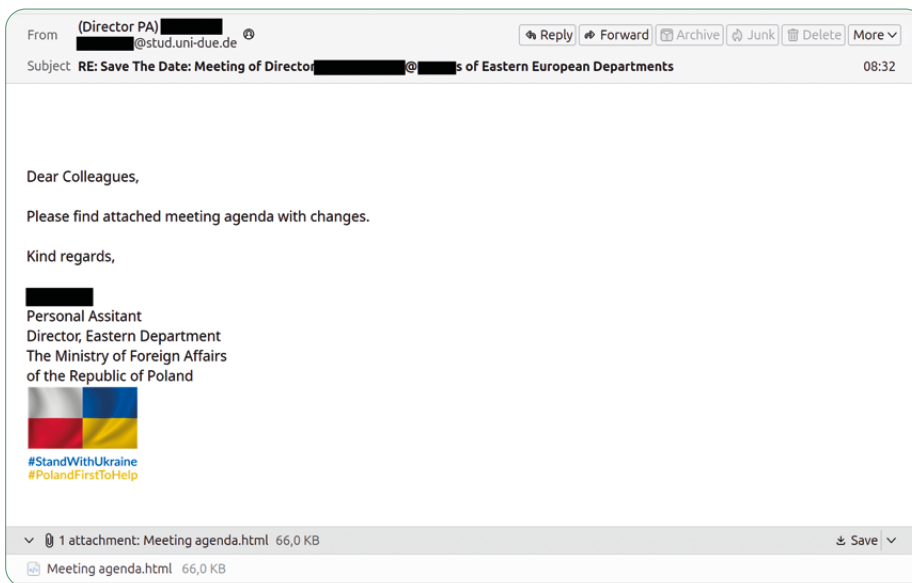 From (Director PA)
@stud.uni-due.de
Reply Forward Archive Junk Delete More
Subject RE: Save The Date: Meeting of Director @ s of Eastern European Departments 08:32
Dear Colleagues,
Please find attached meeting agenda with changes.
Kind regards,
Personal Assitant
Director, Eastern Department
The Ministry of Foreign Affairs
of the Republic of Poland
#StandWithUkraine
#PolandFirstToHelp
1 attachment: Meeting agenda.html 66,0 KB Save
Meeting agenda.html 66,0 KB